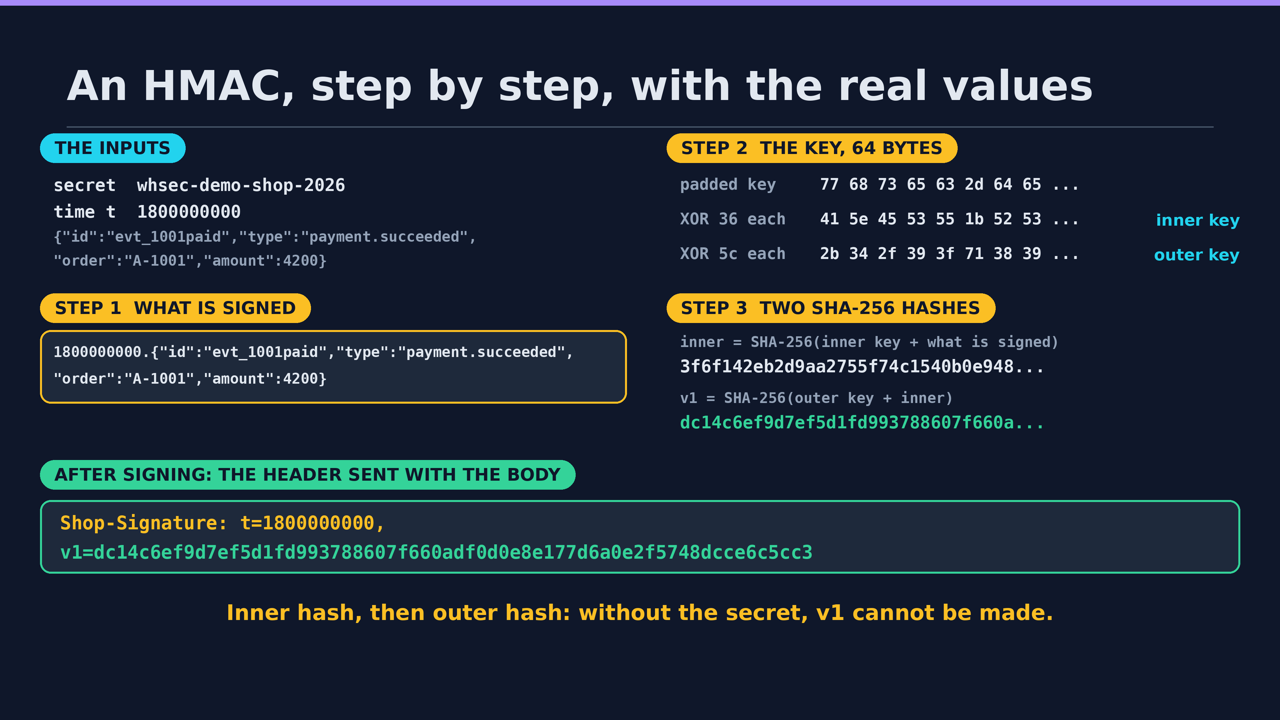 An HMAC, step by step, with the real values
THE INPUTS
secret  whsec-demo-shop-2026
time t  1800000000
{"id":"evt_1001paid","type":"payment.succeeded",
"order":"A-1001","amount":4200}
STEP 1  WHAT IS SIGNED
1800000000.{"id":"evt_1001paid","type":"payment.succeeded",
"order":"A-1001","amount":4200}
STEP 2  THE KEY, 64 BYTES
padded key  77 68 73 65 63 2d 64 65 ...
XOR 36 each  41 5e 45 53 55 1b 52 53 ...  inner key
XOR 5c each  2b 34 2f 39 3f 71 38 39 ...  outer key
STEP 3  TWO SHA-256 HASHES
inner = SHA-256(inner key + what is signed)
3f6f142eb2d9aa2755f74c1540b0e948...
v1 = SHA-256(outer key + inner)
dc14c6ef9d7ef5d1fd993788607f660a...
AFTER SIGNING: THE HEADER SENT WITH THE BODY
Shop-Signature: t=1800000000,
v1=dc14c6ef9d7ef5d1fd993788607f660adf0d0e8e177d6a0e2f5748dcce6c5cc3
Inner hash, then outer hash: without the secret, v1 cannot be made.